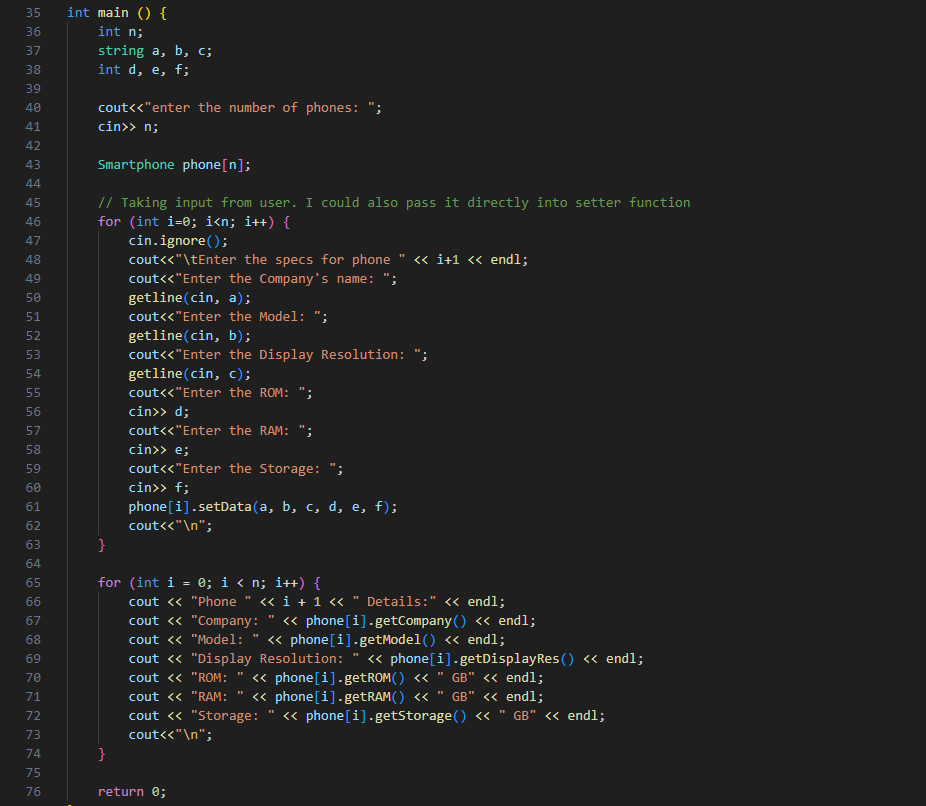 35 int main () {
36     int n;
37     string a, b, c;
38     int d, e, f;
39
40     cout<<"enter the number of phones: ";
41     cin>> n;
42
43     Smartphone phone[n];
44
45     // Taking input from user. I could also pass it directly into setter function
46     for (int i=0; i<n; i++) {
47         cin.ignore();
48         cout<<"\tEnter the specs for phone " << i+1 << endl;
49         cout<<"Enter the Company's name: ";
50         getline(cin, a);
51         cout<<"Enter the Model: ";
52         getline(cin, b);
53         cout<<"Enter the Display Resolution: ";
54         getline(cin, c);
55         cout<<"Enter the ROM: ";
56         cin>> d;
57         cout<<"Enter the RAM: ";
58         cin>> e;
59         cout<<"Enter the Storage: ";
60         cin>> f;
61         phone[i].setData(a, b, c, d, e, f);
62         cout<<"\n";
63     }
64
65     for (int i = 0; i < n; i++) {
66         cout << "Phone " << i + 1 << " Details:" << endl;
67         cout << "Company: " << phone[i].getCompany() << endl;
68         cout << "Model: " << phone[i].getModel() << endl;
69         cout << "Display Resolution: " << phone[i].getDisplayRes() << endl;
70         cout << "ROM: " << phone[i].getROM() << " GB" << endl;
71         cout << "RAM: " << phone[i].getRAM() << " GB" << endl;
72         cout << "Storage: " << phone[i].getStorage() << " GB" << endl;
73         cout<<"\n";
74     }
75
76     return 0;